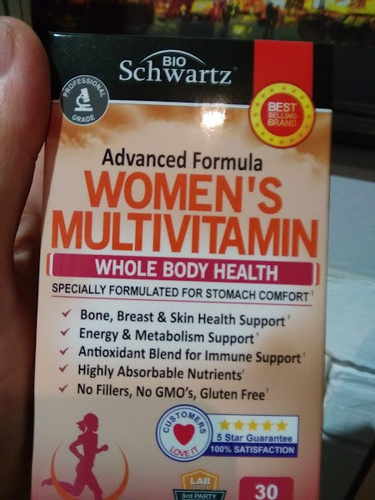 BIO
Schwartz
PROFESSIONAL
GRADE
BEST
SELLING
BRAND
Advanced Formula
WOMEN'S
MULTIVITAMIN
WHOLE BODY HEALTH
SPECIALLY FORMULATED FOR STOMACH COMFORT
Bone, Breast & Skin Health Support
Energy & Metabolism Support
Antioxidant Blend for Immune Support
Highly Absorbable Nutrients
No Fillers, No GMO's, Gluten Free
CUSTOMERS
LOVE IT
5 Star Guarantee
100% SATISFACTION
LAB
3rd PARTY
30